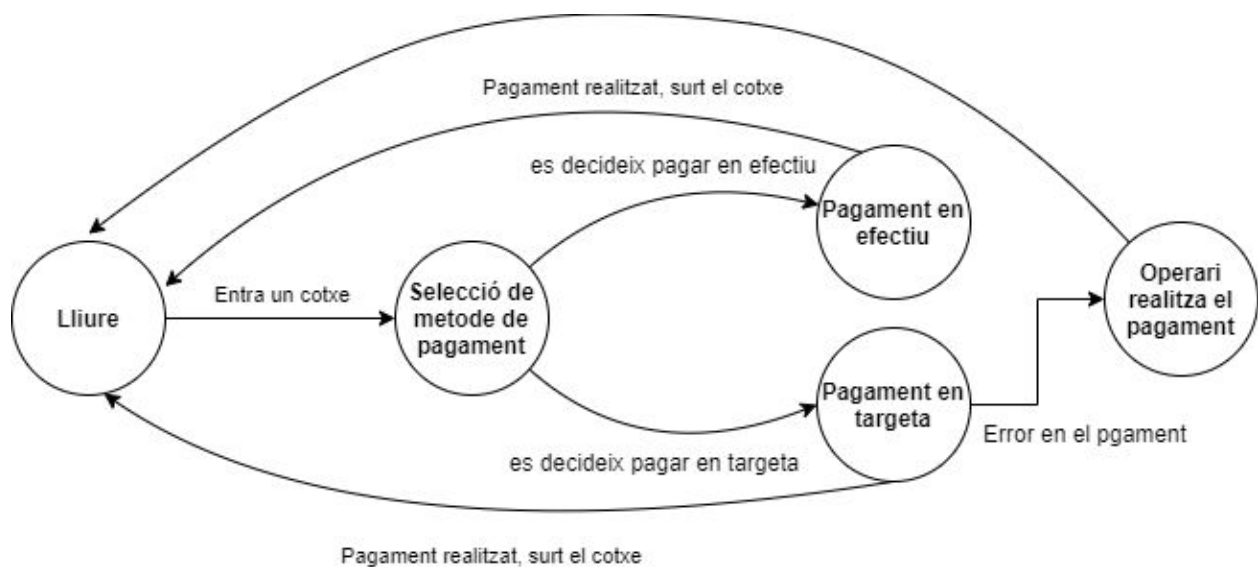 Pagament realitzat, surt el cotxe
es decideix pagar en efectiu
Pagament en
efectiu
Lliure
Entra un cotxe
Selecció de
metode de
pagament
Operari
realitza el
pagament
Pagament en
targeta
Error en el pgament
es decideix pagar en targeta
Pagament realitzat, surt el cotxe